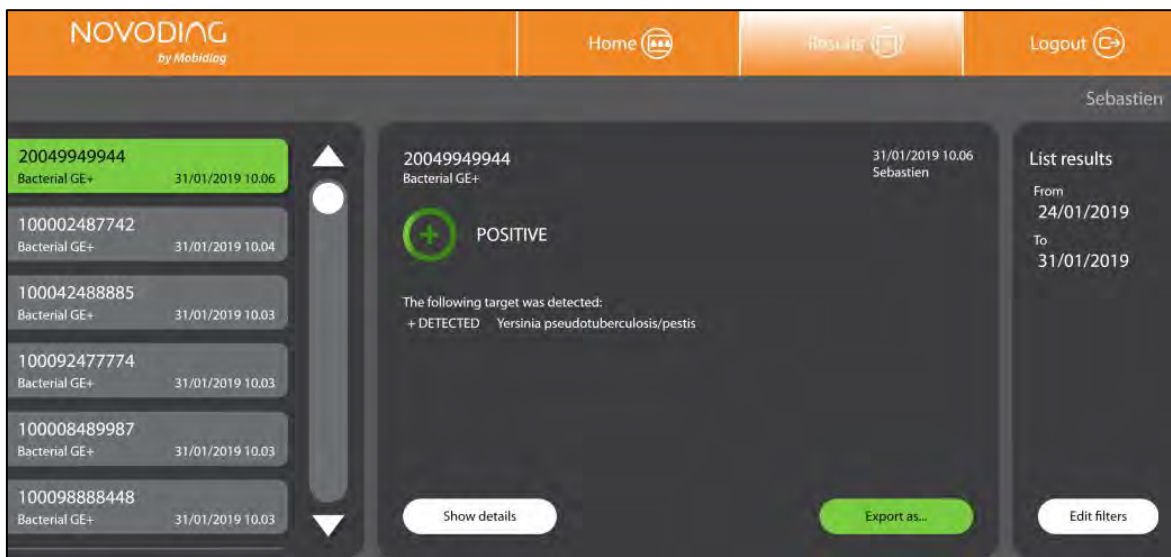 NOVODIAG
by Mobidiag
Home
Results
Logout
Sebastien
20049949944
Bacterial GE+ 31/01/2019 10.06
100002487742
Bacterial GE+ 31/01/2019 10.04
100042488885
Bacterial GE+ 31/01/2019 10.03
100092477774
Bacterial GE+ 31/01/2019 10.03
100008489987
Bacterial GE+ 31/01/2019 10.03
100098888448
Bacterial GE+ 31/01/2019 10.03
20049949944
Bacterial GE+
31/01/2019 10.06
Sebastien
POSITIVE
The following target was detected:
+ DETECTED Yersinia pseudotuberculosis/pestis
Show details
Export as...
List results
From
24/01/2019
To
31/01/2019
Edit filters